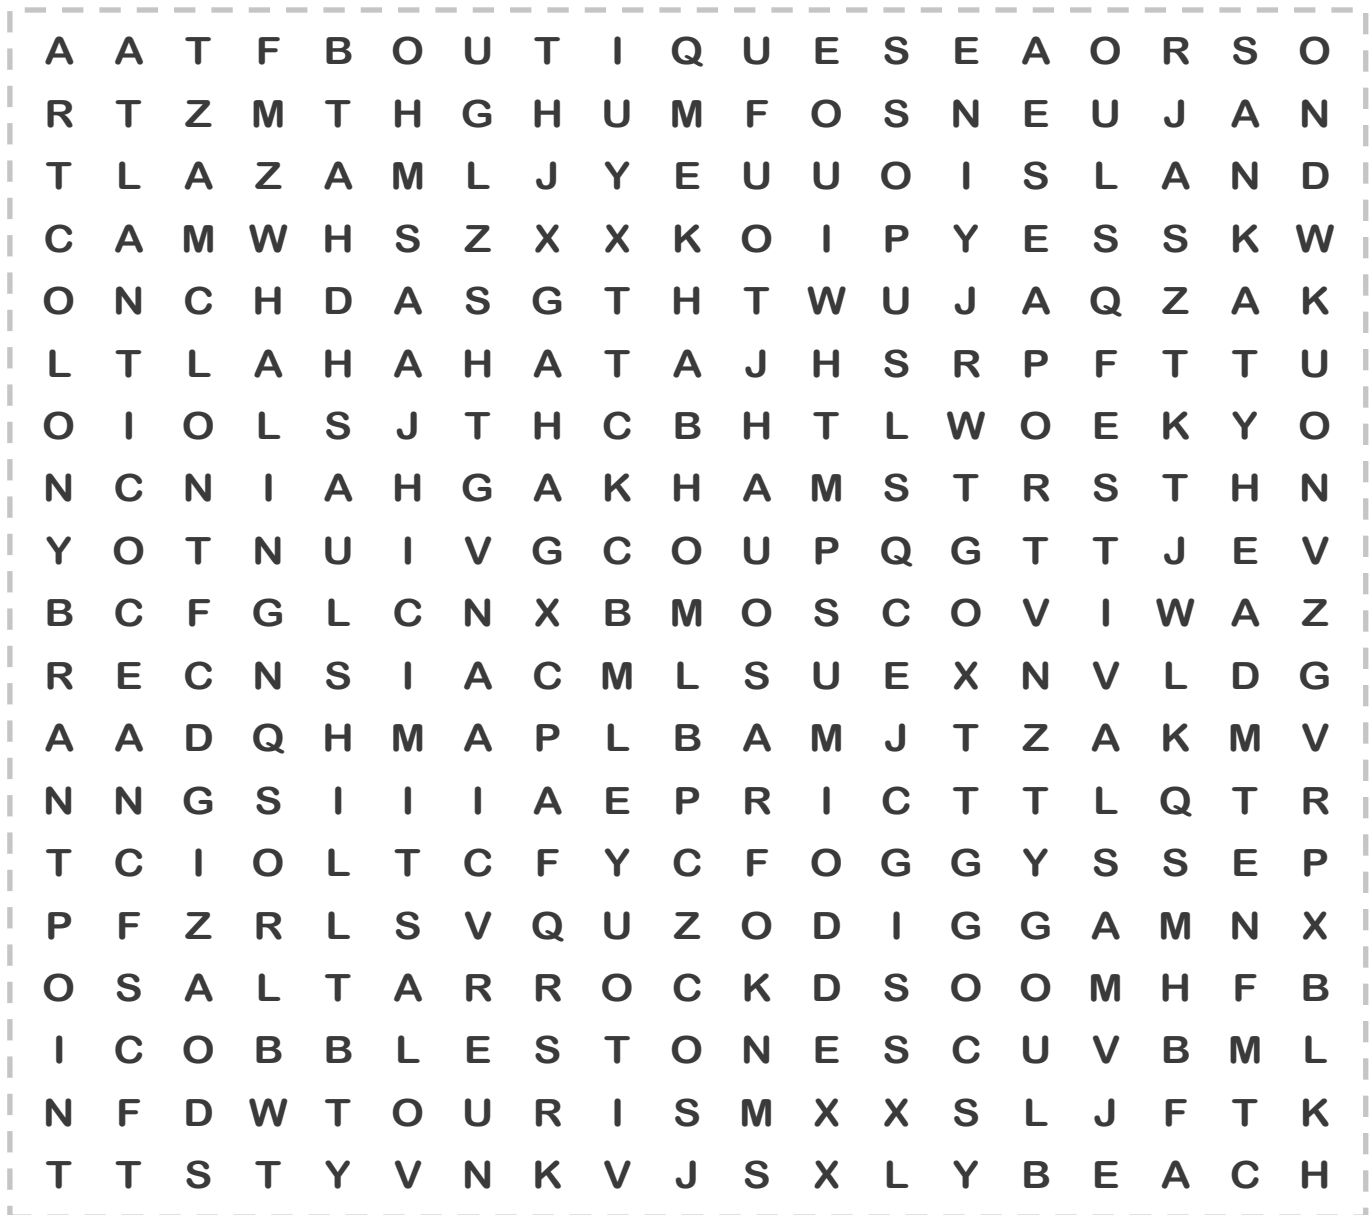 A A T F B O U T I Q U E S E A O R S O
R T Z M T H G H U M F O S N E U J A N
T L A Z A M L J Y E U U O I S L A N D
C A M W H S Z X X K O I P Y E S S K W
O N C H D A S G T H T W U J A Q Z A K
L T L A H A H A T A J H S R P F T T U
O I O L S J T H C B H T L W O E K Y O
N C N I A H G A K H A M S T R S T H N
Y O T N U I V G C O U P Q G T T J E V
B C F G L C N X B M O S C O V I W A Z
R E C N S I A C M L S U E X N V L D G
A A D Q H M A P L B A M J T Z A K M V
N N G S I I I A E P R I C T T L Q T R
T C I O L T C F Y C F O G G Y S S E P
P F Z R L S V Q U Z O D I G G A M N X
O S A L T A R R O C K D S O O M H F B
I C O B B L E S T O N E S C U V B M L
N F D W T O U R I S M X X S L J F T K
T T S T Y V N K V J S X L Y B E A C H